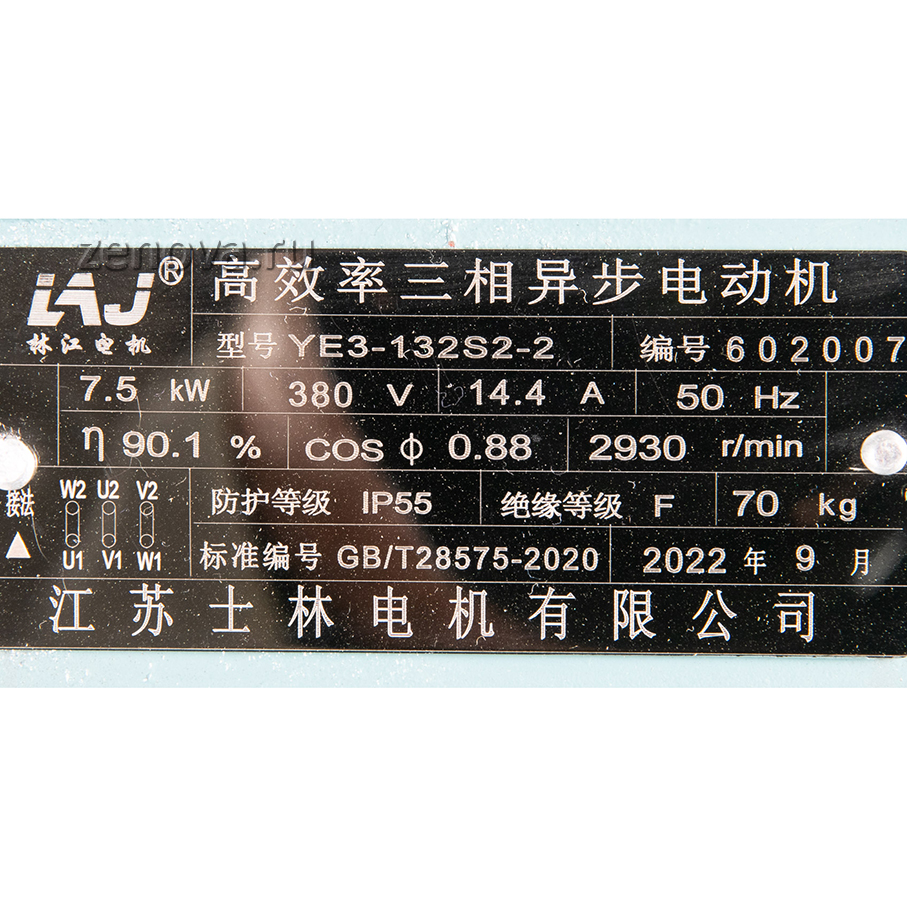 zenova.ru
LAJ® 高效率三相异步电动机
林江电机
型号 YE3-132S2-2 编号 602007
7.5 kW 380 V 14.4 A 50 Hz
η 90.1 % COS ϕ 0.88 2930 r/min
接法 W2 U2 V2 防护等级 IP55 绝缘等级 F 70 kg
U1 V1 W1 标准编号 GB/T28575-2020 2022 年 9 月
江苏士林电机有限公司